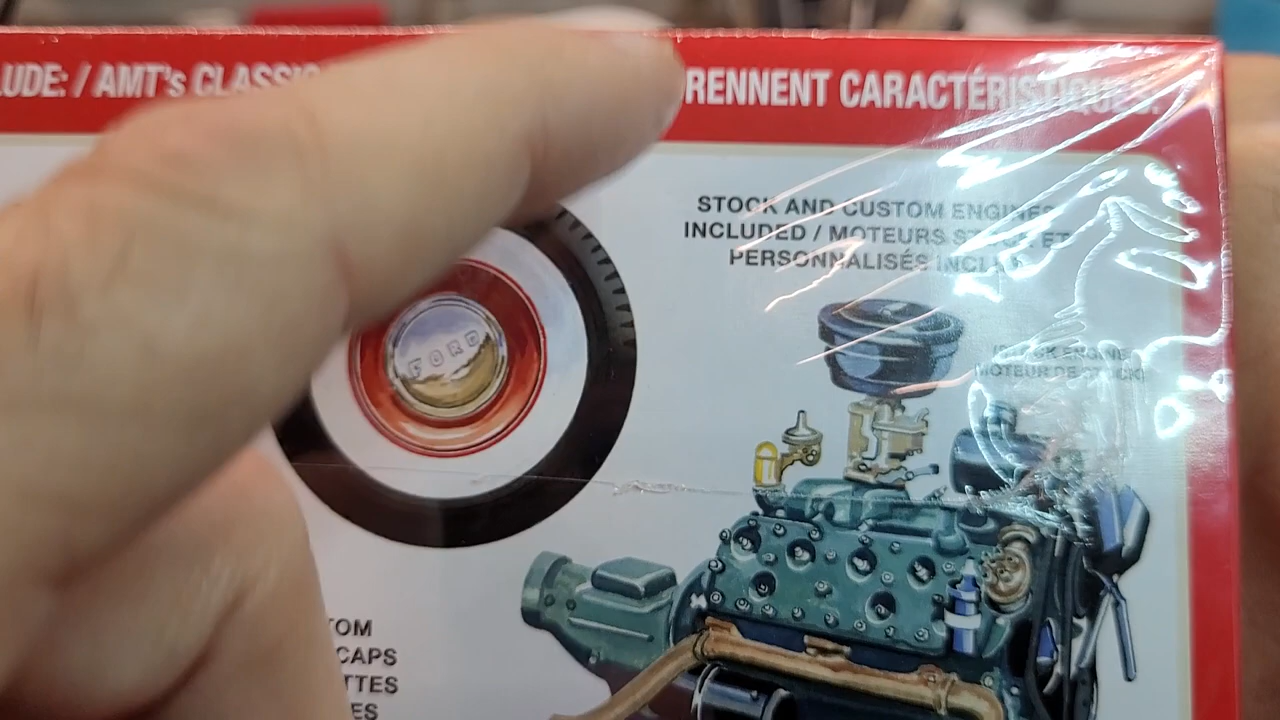 LUDE: / AMT's CLASSIC
RENNENT CARACTÉRISTIQUES:
STOCK AND CUSTOM ENGINES
INCLUDED / MOTEURS STOCK ET
PERSONNALISÉS INCLUS
(STOCK ENGINE
MOTEUR DE STOCK)
FORD
TOM
CAPS
TTES
ES